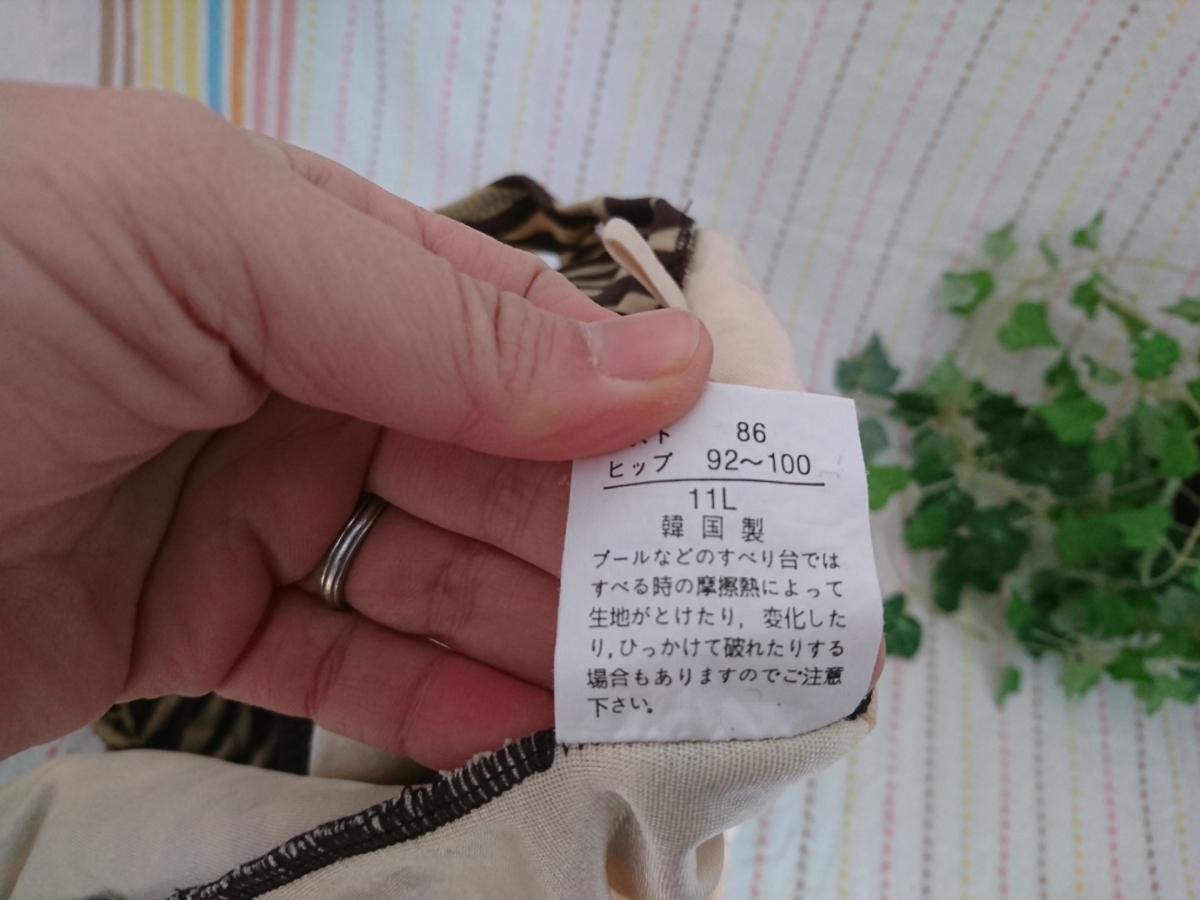 スト 86
ヒップ 92〜100
11L
韓国製
プールなどのすべり台では
すべる時の摩擦熱によって
生地がとけたり，変化した
り，ひっかけて破れたりする
場合もありますのでご注意
下さい。